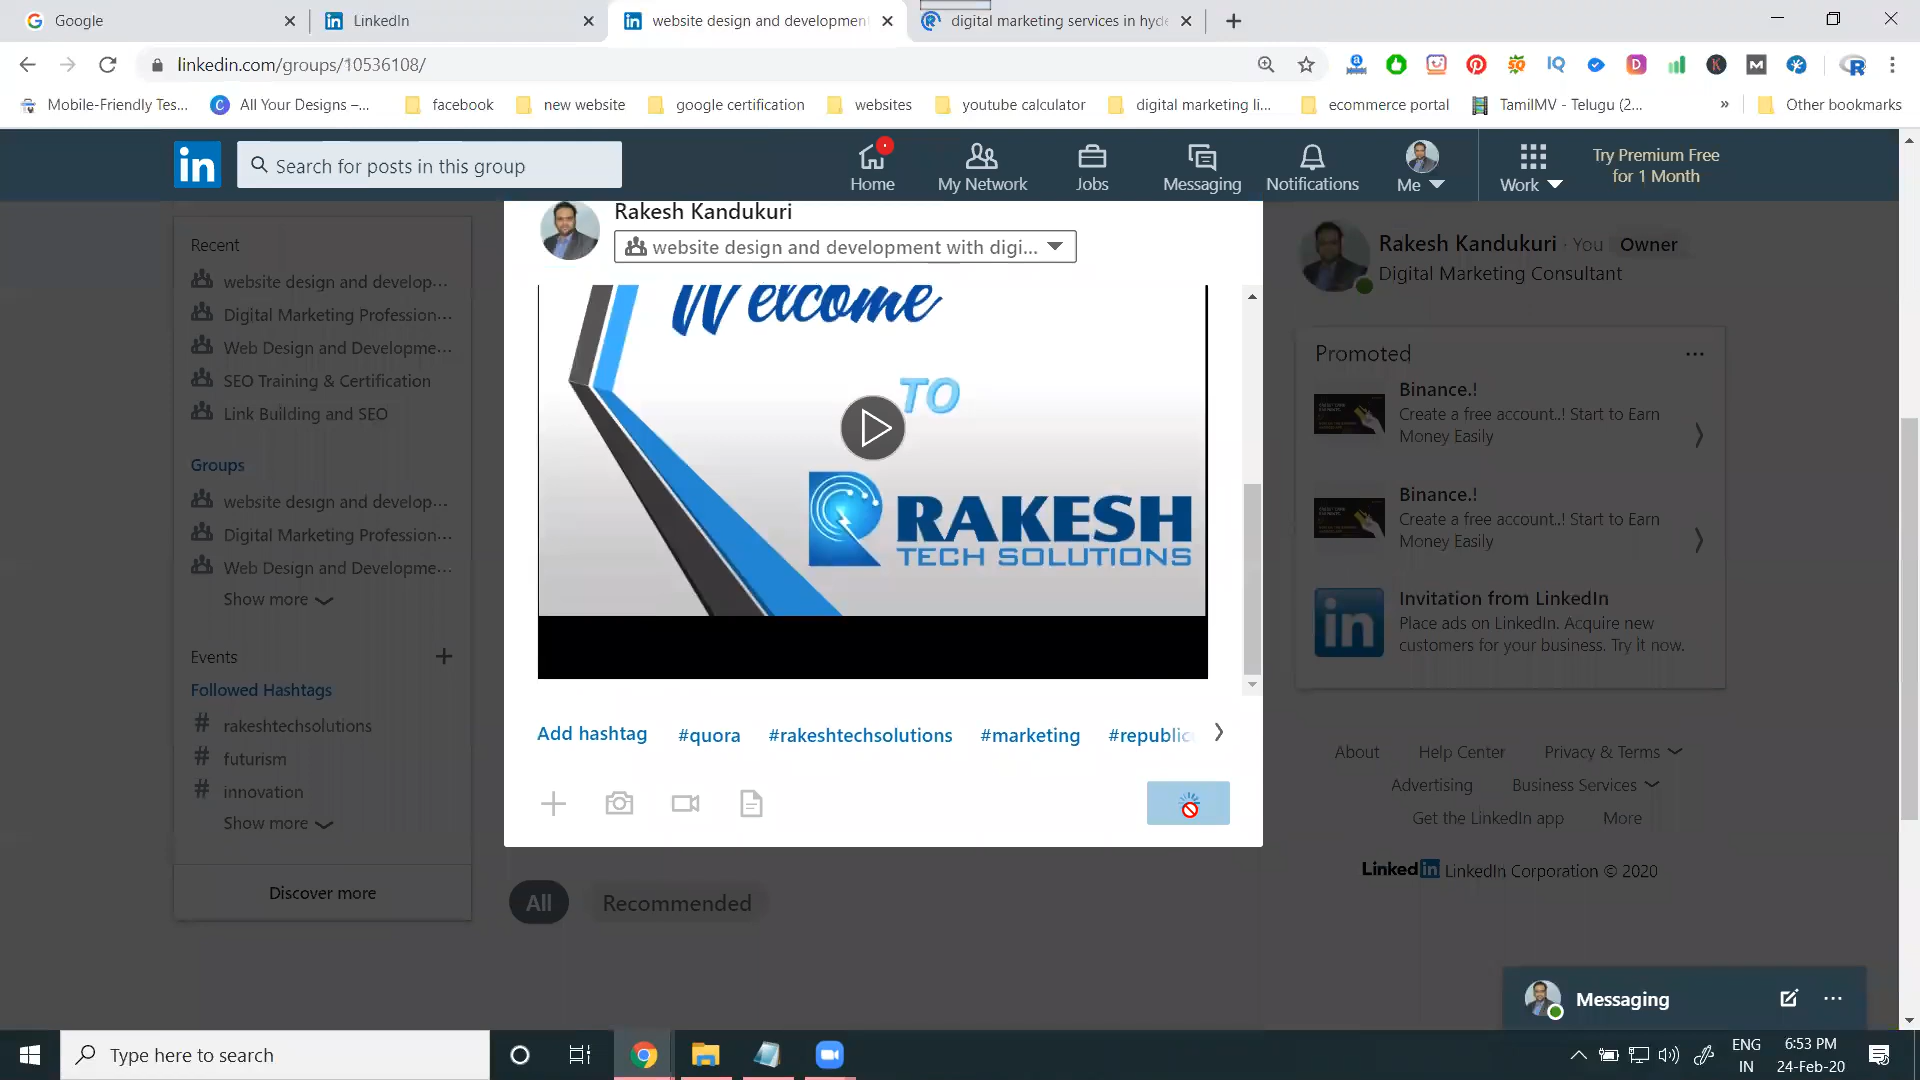 Google
LinkedIn
website design and development
digital marketing services in hyde
linkedin.com/groups/10536108/
Mobile-Friendly Tes...
All Your Designs –...
facebook
new website
google certification
websites
youtube calculator
digital marketing li...
ecommerce portal
TamilMV - Telugu (2...
»
Other bookmarks
in
Search for posts in this group
Home
My Network
Jobs
Messaging
Notifications
Me
Work
Try Premium Free
for 1 Month
Recent
website design and develop...
Digital Marketing Profession...
Web Design and Developme...
SEO Training & Certification
Link Building and SEO
Groups
website design and develop...
Digital Marketing Profession...
Web Design and Developme...
Show more
Events
Followed Hashtags
# rakeshtechsolutions
# futurism
# innovation
Show more
Discover more
Rakesh Kandukuri
website design and development with digi...
Welcome
TO
RAKESH
TECH SOLUTIONS
Add hashtag #quora #rakeshtechsolutions #marketing #republic
All
Recommended
Rakesh Kandukuri · You Owner
Digital Marketing Consultant
Promoted
Binance.!
Create a free account..! Start to Earn
Money Easily
Binance.!
Create a free account..! Start to Earn
Money Easily
in
Invitation from LinkedIn
Place ads on LinkedIn. Acquire new
customers for your business. Try it now.
About Help Center Privacy & Terms
Advertising Business Services
Get the LinkedIn app More
LinkedIn LinkedIn Corporation © 2020
Messaging
Type here to search
ENG
IN
6:53 PM
24-Feb-20